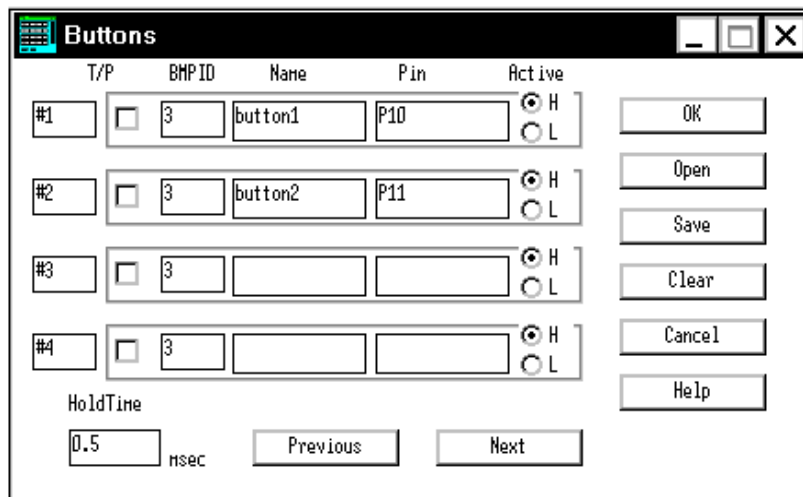 Buttons
T/P BMPID Name Pin Active
#1 3 button1 P10 H
L
OK
#2 3 button2 P11 H
L
Open
Save
#3 3 H
L
Clear
#4 3 H
L
Cancel
Help
HoldTime
0.5 msec Previous Next